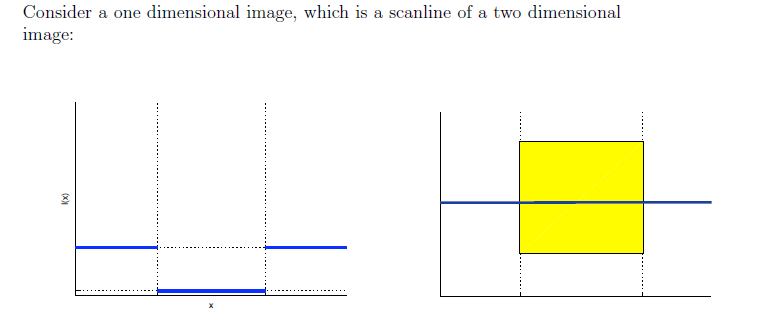 Consider a one dimensional image, which is a scanline of a two dimensional
image:
I(x)
x